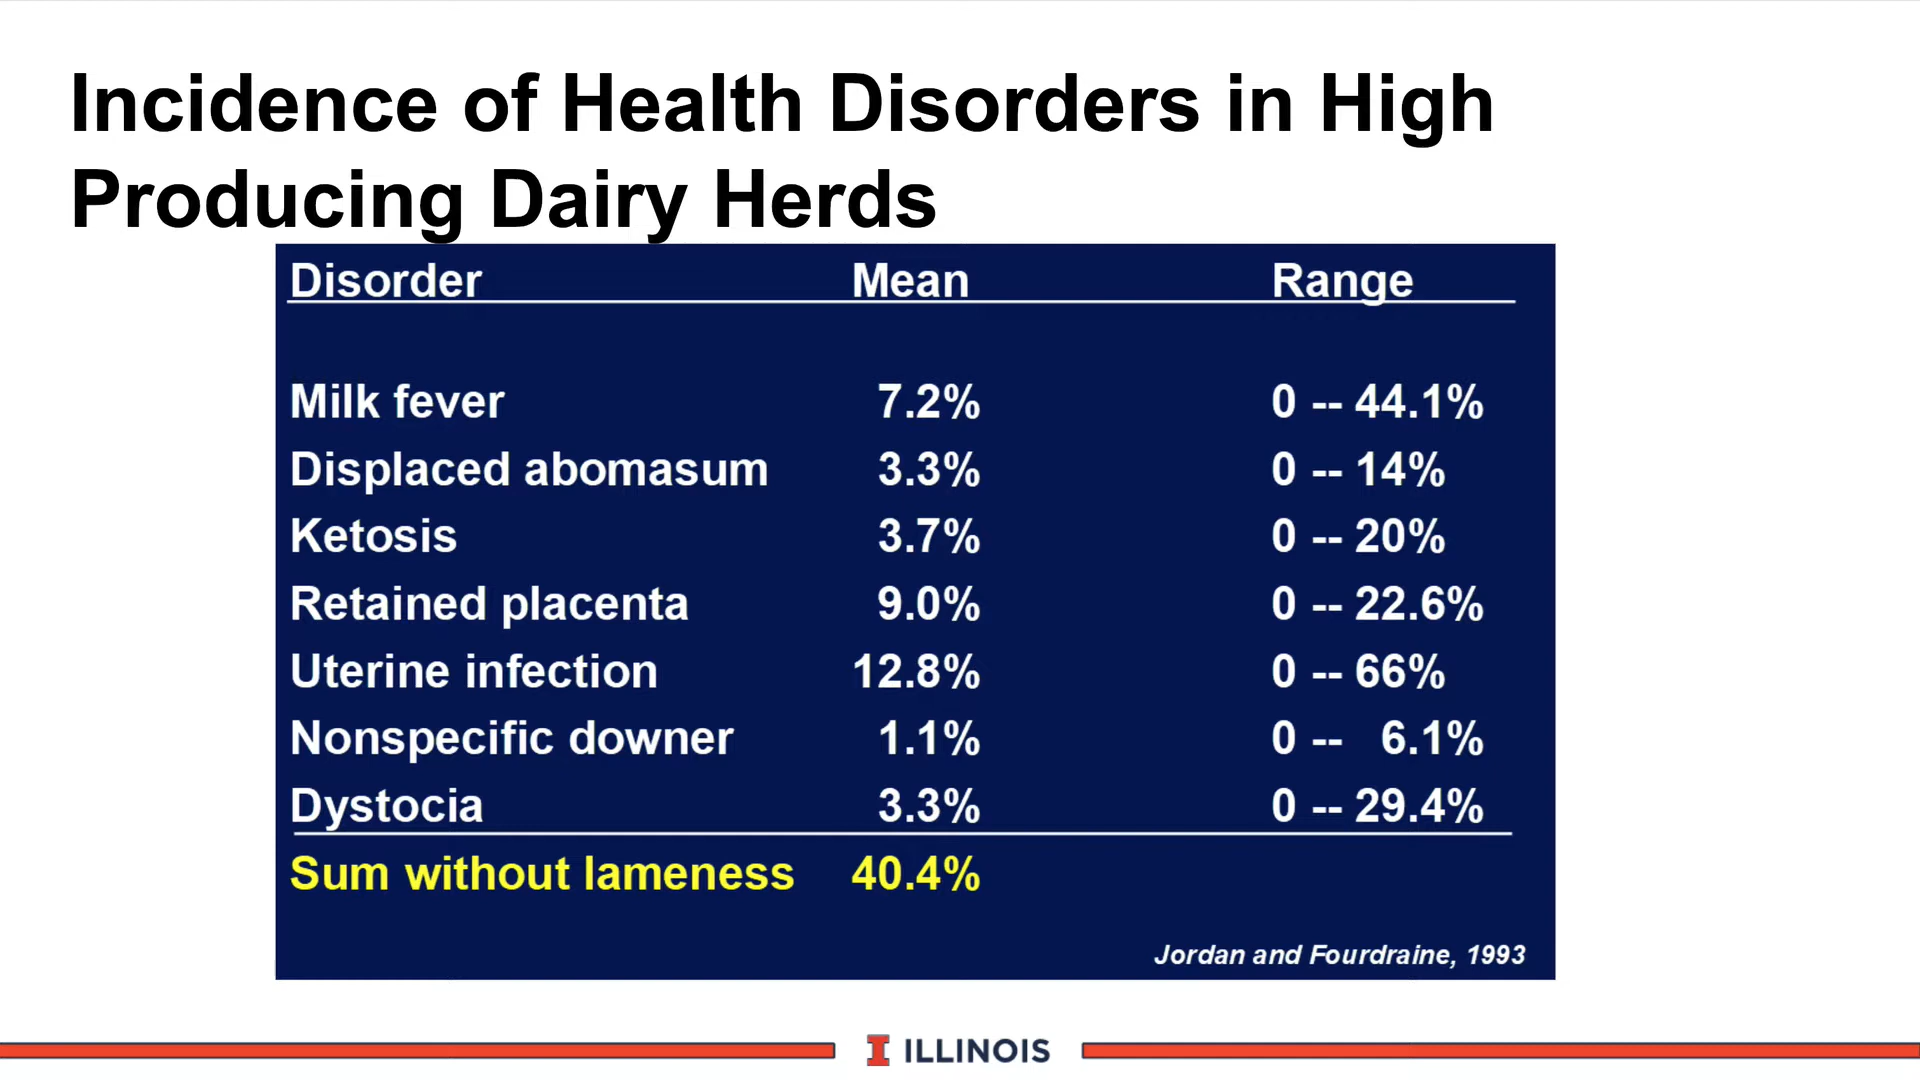 Incidence of Health Disorders in High
Producing Dairy Herds
Disorder Mean Range
Milk fever 7.2% 0 -- 44.1%
Displaced abomasum 3.3% 0 -- 14%
Ketosis 3.7% 0 -- 20%
Retained placenta 9.0% 0 -- 22.6%
Uterine infection 12.8% 0 -- 66%
Nonspecific downer 1.1% 0 -- 6.1%
Dystocia 3.3% 0 -- 29.4%
Sum without lameness 40.4%
Jordan and Fourdraine, 1993
I ILLINOIS